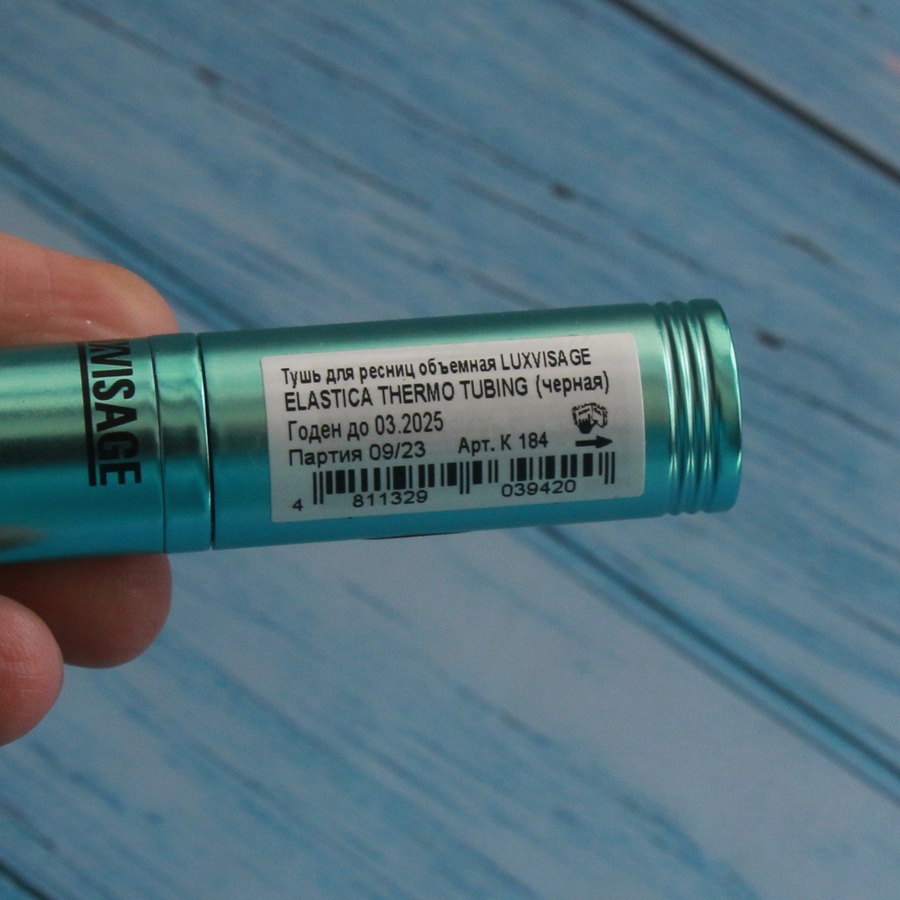 Тушь для ресниц объемная LUXVISAGE
ELASTICA THERMO TUBING (черная)
Годен до 03.2025
Партия 09/23 Арт. К 184
4 811329 039420
VISAGE